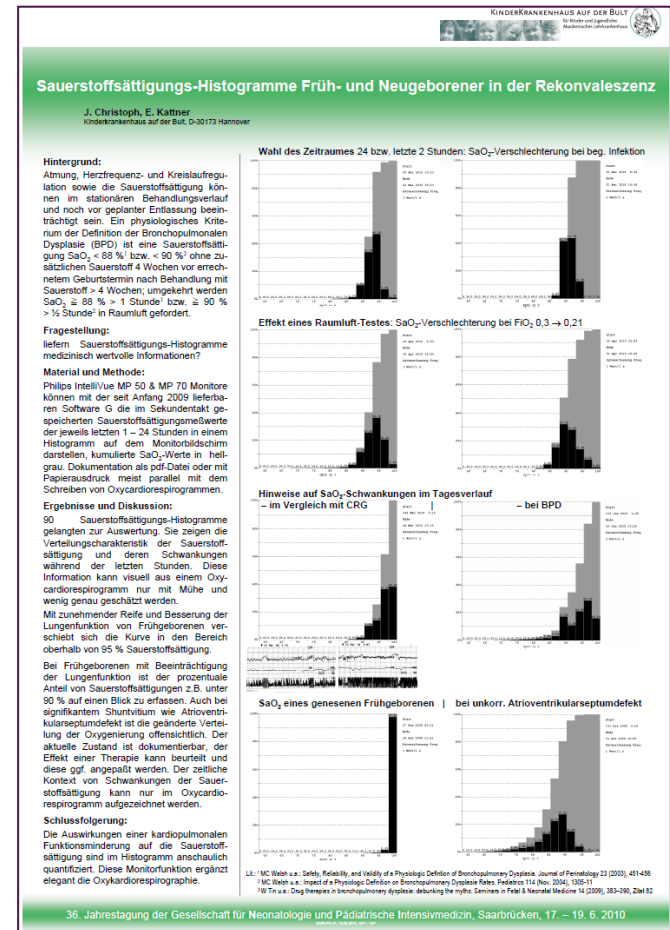 KINDERKRANKENHAUS AUF DER BULT
für Kinder und Jugendliche
Akademisches Lehrkrankenhaus
Sauerstoffsättigungs-Histogramme Früh- und Neugeborener in der Rekonvaleszenz
J. Christoph, E. Kattner
Kinderkrankenhaus auf der Bult, D-30173 Hannover
Hintergrund:
Atmung, Herzfrequenz- und Kreislaufregu-
lation sowie die Sauerstoffsättigung kön-
nen im stationären Behandlungsverlauf
und noch vor geplanter Entlassung beein-
trächtigt sein. Ein physiologisches Krite-
rium der Definition der Bronchopulmonalen
Dysplasie (BPD) ist eine Sauerstoffsätti-
gung SaO₂ < 88 %¹ bzw. < 90 %² ohne zu-
sätzlichen Sauerstoff 4 Wochen vor errech-
netem Geburtstermin nach Behandlung mit
Sauerstoff > 4 Wochen; umgekehrt werden
SaO₂ ≧ 88 % > 1 Stunde¹ bzw. ≧ 90 %
> ½ Stunde² in Raumluft gefordert.
Fragestellung:
liefern Sauerstoffsättigungs-Histogramme
medizinisch wertvolle Informationen?
Material und Methode:
Philips IntelliVue MP 50 & MP 70 Monitore
können mit der seit Anfang 2009 lieferba-
ren Software G die im Sekundentakt ge-
speicherten Sauerstoffsättigungsmeßwerte
der jeweils letzten 1 – 24 Stunden in einem
Histogramm auf dem Monitorbildschirm
darstellen, kumulierte SaO₂-Werte in hell-
grau. Dokumentation als pdf-Datei oder mit
Papierausdruck meist parallel mit dem
Schreiben von Oxycardiorespirogrammen.
Ergebnisse und Diskussion:
90 Sauerstoffsättigungs-Histogramme
gelangten zur Auswertung. Sie zeigen die
Verteilungscharakteristik der Sauerstoff-
sättigung und deren Schwankungen
während der letzten Stunden. Diese
Information kann visuell aus einem Oxy-
cardiorespirogramm nur mit Mühe und
wenig genau geschätzt werden.
Mit zunehmender Reife und Besserung der
Lungenfunktion von Frühgeborenen ver-
schiebt sich die Kurve in den Bereich
oberhalb von 95 % Sauerstoffsättigung.
Bei Frühgeborenen mit Beeinträchtigung
der Lungenfunktion ist der prozentuale
Anteil von Sauerstoffsättigungen z.B. unter
90 % auf einen Blick zu erfassen. Auch bei
signifikantem Shuntvitium wie Atrioventri-
kularseptumdefekt ist die geänderte Vertei-
lung der Oxygenierung offensichtlich. Der
aktuelle Zustand ist dokumentierbar, der
Effekt einer Therapie kann beurteilt und
diese ggf. angepaßt werden. Der zeitliche
Kontext von Schwankungen der Sauer-
stoffsättigung kann nur im Oxycardio-
respirogramm aufgezeichnet werden.
Schlussfolgerung:
Die Auswirkungen einer kardiopulmonalen
Funktionsminderung auf die Sauerstoff-
sättigung sind im Histogramm anschaulich
quantifiziert. Diese Monitorfunktion ergänzt
elegant die Oxykardiorespirographie.
Wahl des Zeitraumes 24 bzw. letzte 2 Stunden: SaO₂-Verschlechterung bei beg. Infektion
Effekt eines Raumluft-Testes: SaO₂-Verschlechterung bei FiO₂ 0,3 → 0,21
Hinweise auf SaO₂-Schwankungen im Tagesverlauf
– im Vergleich mit CRG | – bei BPD
SaO₂ eines genesenen Frühgeborenen | bei unkorr. Atrioventrikularseptumdefekt
Lit.: ¹ MC Walsh u.a.: Safety, Reliability, and Validity of a Physiologic Definition of Bronchopulmonary Dysplasia. Journal of Perinatology 23 (2003), 451-456
² MC Walsh u.a.: Impact of a Physiologic Definition on Bronchopulmonary Dysplasia Rates. Pediatrics 114 (Nov. 2004), 1305-11
³ W Tin u.a.: Drug therapies in bronchopulmonary dysplasia: debunking the myths. Seminars in Fetal & Neonatal Medicine 14 (2009), 383–390, Zitat 82
36. Jahrestagung der Gesellschaft für Neonatologie und Pädiatrische Intensivmedizin, Saarbrücken, 17. – 19. 6. 2010